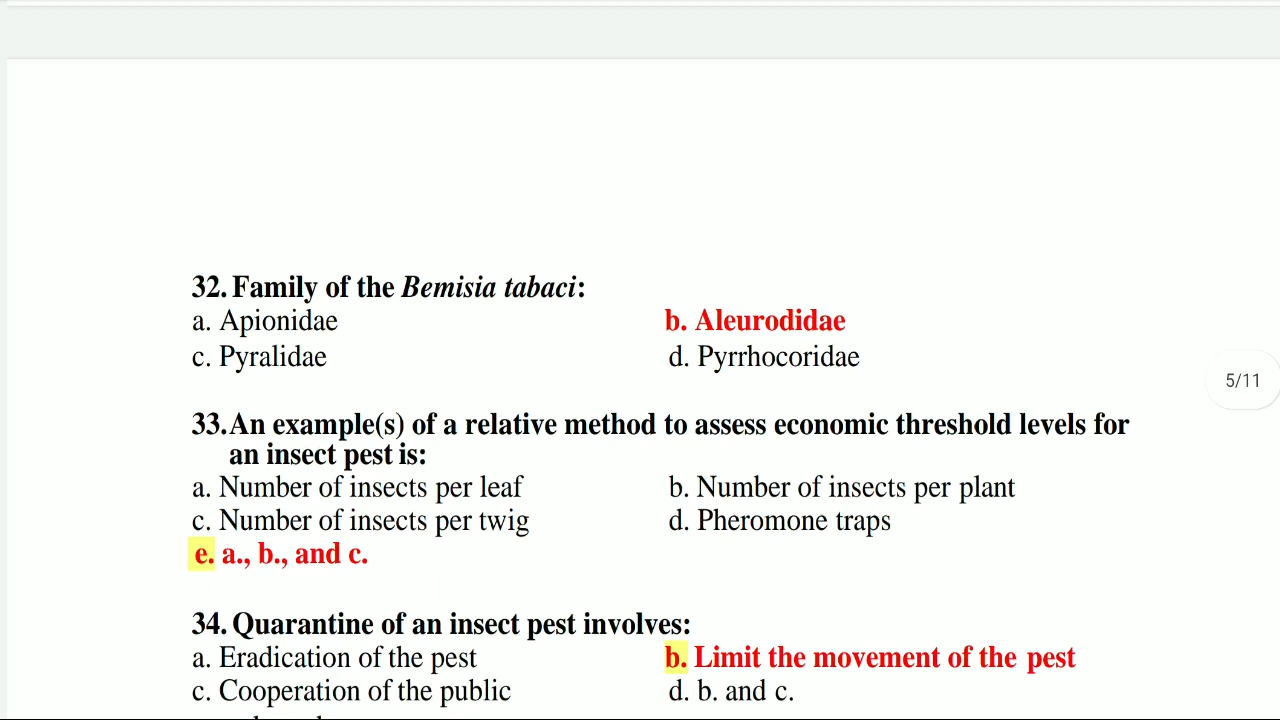 32. Family of the Bemisia tabaci:
a. Apionidae b. Aleurodidae
c. Pyralidae d. Pyrrhocoridae
5/11
33.An example(s) of a relative method to assess economic threshold levels for
an insect pest is:
a. Number of insects per leaf b. Number of insects per plant
c. Number of insects per twig d. Pheromone traps
e. a., b., and c.
34. Quarantine of an insect pest involves:
a. Eradication of the pest b. Limit the movement of the pest
c. Cooperation of the public d. b. and c.